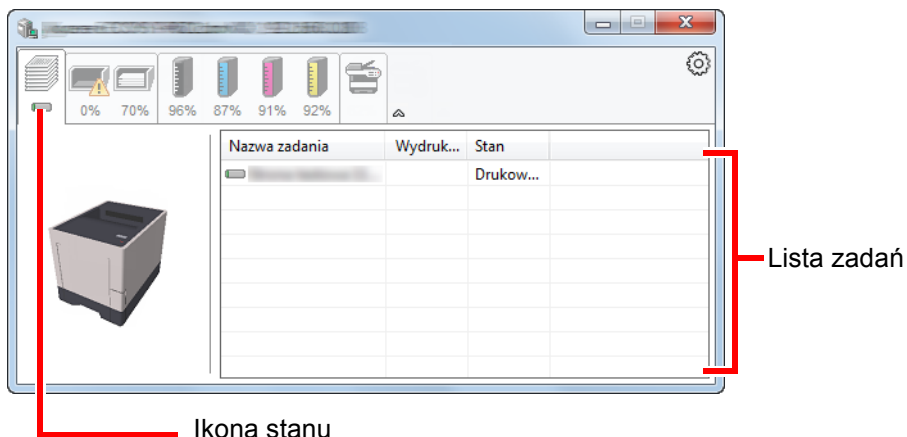 0% 70% 96% 87% 91% 92%
Nazwa zadania Wydruk... Stan
Drukow...
Lista zadań
Ikona stanu